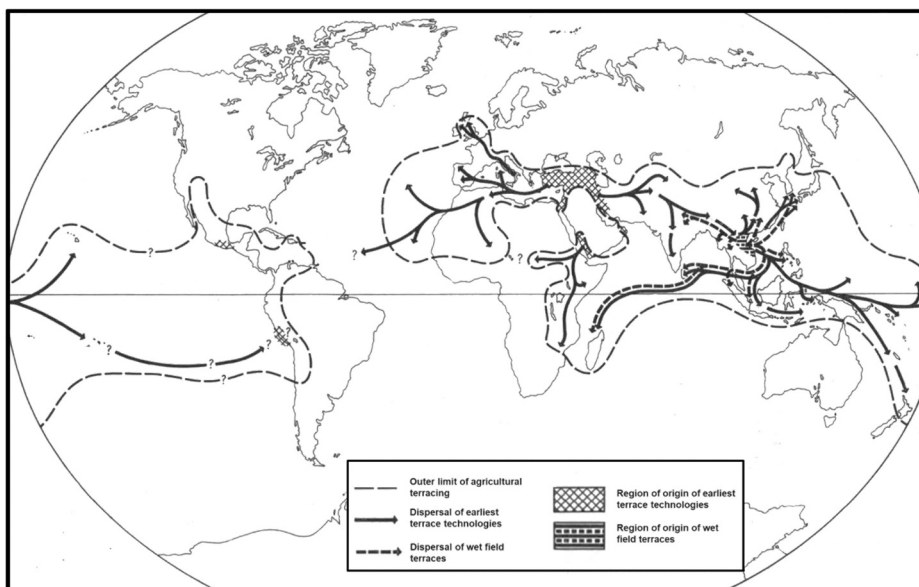 ?
?
?
?
?
?
?
?
?
Outer limit of agricultural
terracing
Dispersal of earliest
terrace technologies
Dispersal of wet field
terraces
Region of origin of earliest
terrace technologies
Region of origin of wet
field terraces